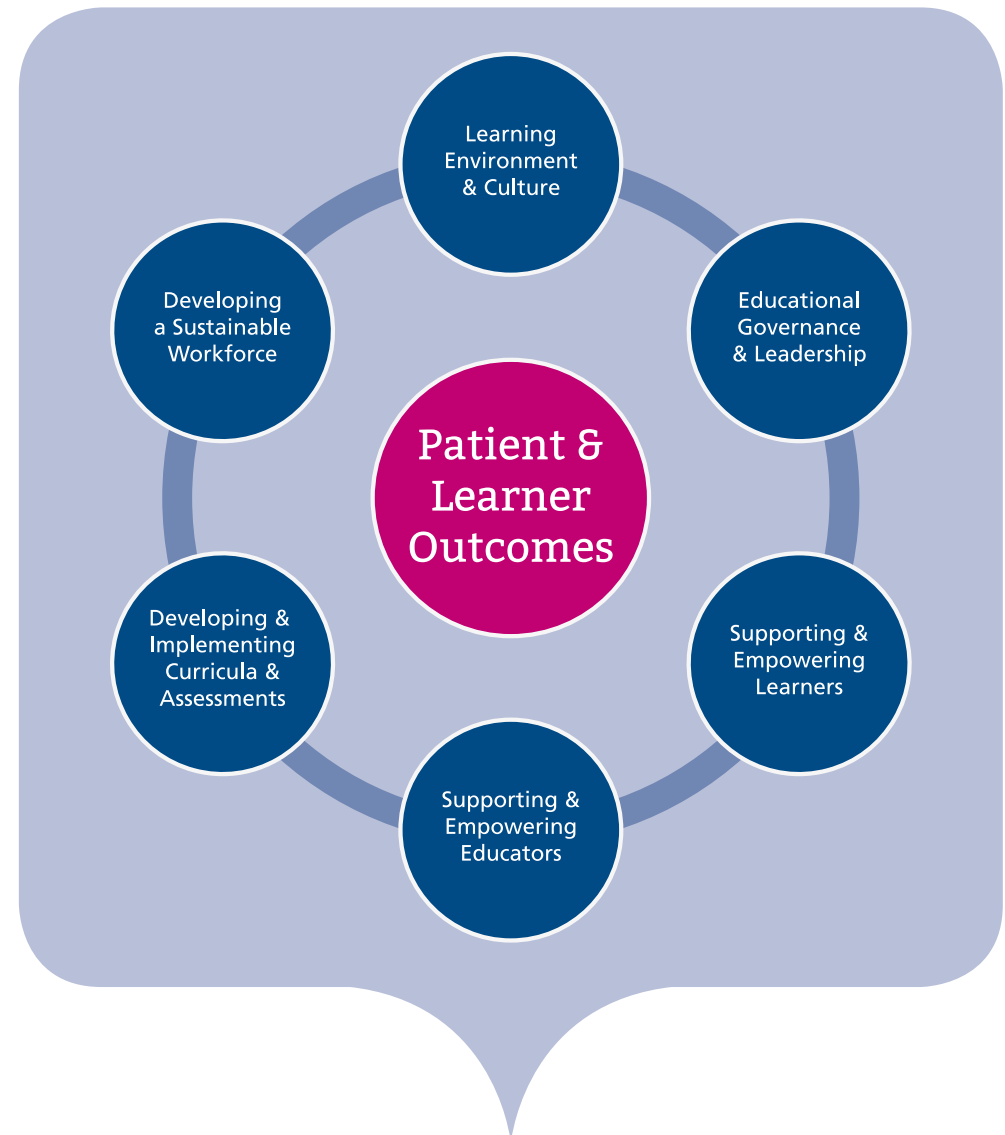 Learning
Environment
& Culture
Educational
Governance
& Leadership
Supporting &
Empowering
Learners
Supporting &
Empowering
Educators
Developing &
Implementing
Curricula &
Assessments
Developing
a Sustainable
Workforce
Patient &
Learner
Outcomes